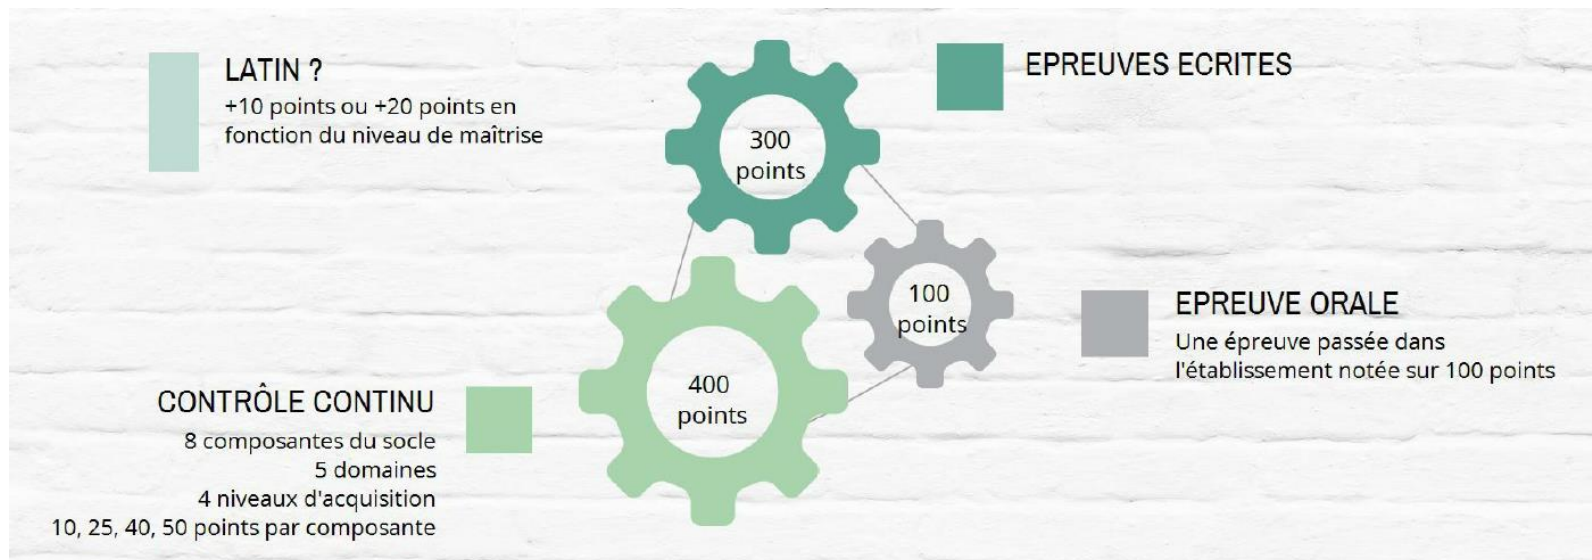 LATIN ?
+10 points ou +20 points en
fonction du niveau de maîtrise
300
points
EPREUVES ECRITES
100
points
EPREUVE ORALE
Une épreuve passée dans
l'établissement notée sur 100 points
400
points
CONTRÔLE CONTINU
8 composantes du socle
5 domaines
4 niveaux d'acquisition
10, 25, 40, 50 points par composante